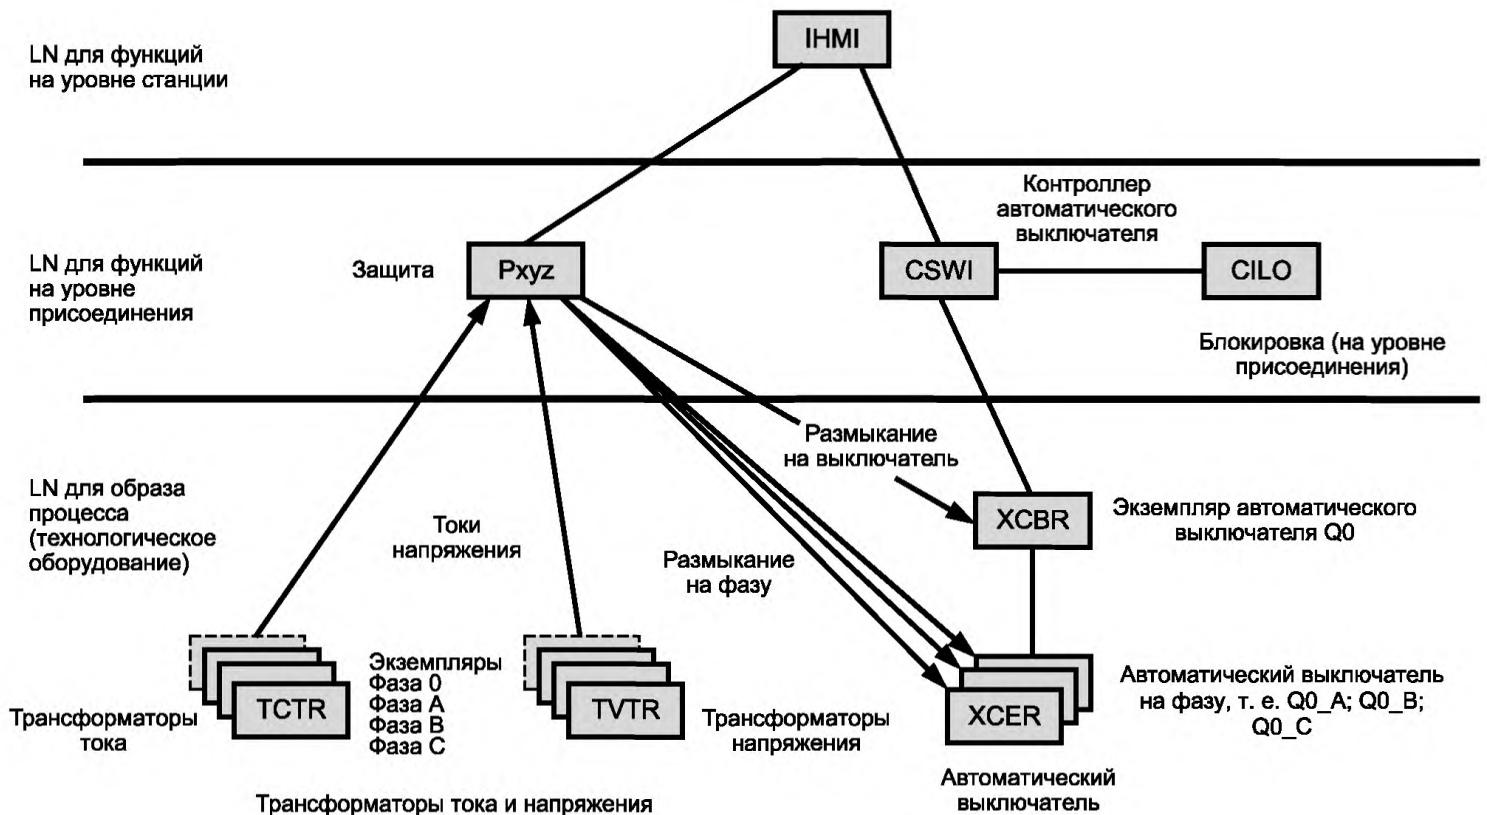 IHMI
LN для функций
на уровне станции
Контроллер
автоматического
выключателя
LN для функций
на уровне
присоединения
Защита
Pxyz
CSWI
CILO
Блокировка (на уровне
присоединения)
Размыкание
на выключатель
LN для образа
процесса
(технологическое
оборудование)
Токи
напряжения
Размыкание
на фазу
XCBR
Экземпляр автоматического
выключателя Q0
Трансформаторы
тока
TCTR
Экземпляры
Фаза 0
Фаза A
Фаза B
Фаза C
TVTR
Трансформаторы
напряжения
XCER
Автоматический выключатель
на фазу, т. е. Q0_A; Q0_B;
Q0_C
Автоматический
выключатель
Трансформаторы тока и напряжения